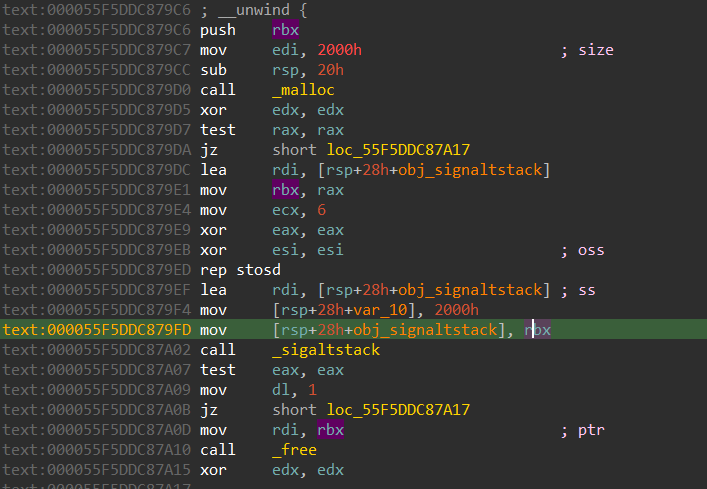 text:000055F5DDC879C6 ; __unwind {
text:000055F5DDC879C6 push rbx
text:000055F5DDC879C7 mov edi, 2000h ; size
text:000055F5DDC879CC sub rsp, 20h
text:000055F5DDC879D0 call _malloc
text:000055F5DDC879D5 xor edx, edx
text:000055F5DDC879D7 test rax, rax
text:000055F5DDC879DA jz short loc_55F5DDC87A17
text:000055F5DDC879DC lea rdi, [rsp+28h+obj_signaltstack]
text:000055F5DDC879E1 mov rbx, rax
text:000055F5DDC879E4 mov ecx, 6
text:000055F5DDC879E9 xor eax, eax
text:000055F5DDC879EB xor esi, esi ; oss
text:000055F5DDC879ED rep stosd
text:000055F5DDC879EF lea rdi, [rsp+28h+obj_signaltstack] ; ss
text:000055F5DDC879F4 mov [rsp+28h+var_10], 2000h
text:000055F5DDC879FD mov [rsp+28h+obj_signaltstack], rbx
text:000055F5DDC87A02 call _sigaltstack
text:000055F5DDC87A07 test eax, eax
text:000055F5DDC87A09 mov dl, 1
text:000055F5DDC87A0B jz short loc_55F5DDC87A17
text:000055F5DDC87A0D mov rdi, rbx ; ptr
text:000055F5DDC87A10 call _free
text:000055F5DDC87A15 xor edx, edx